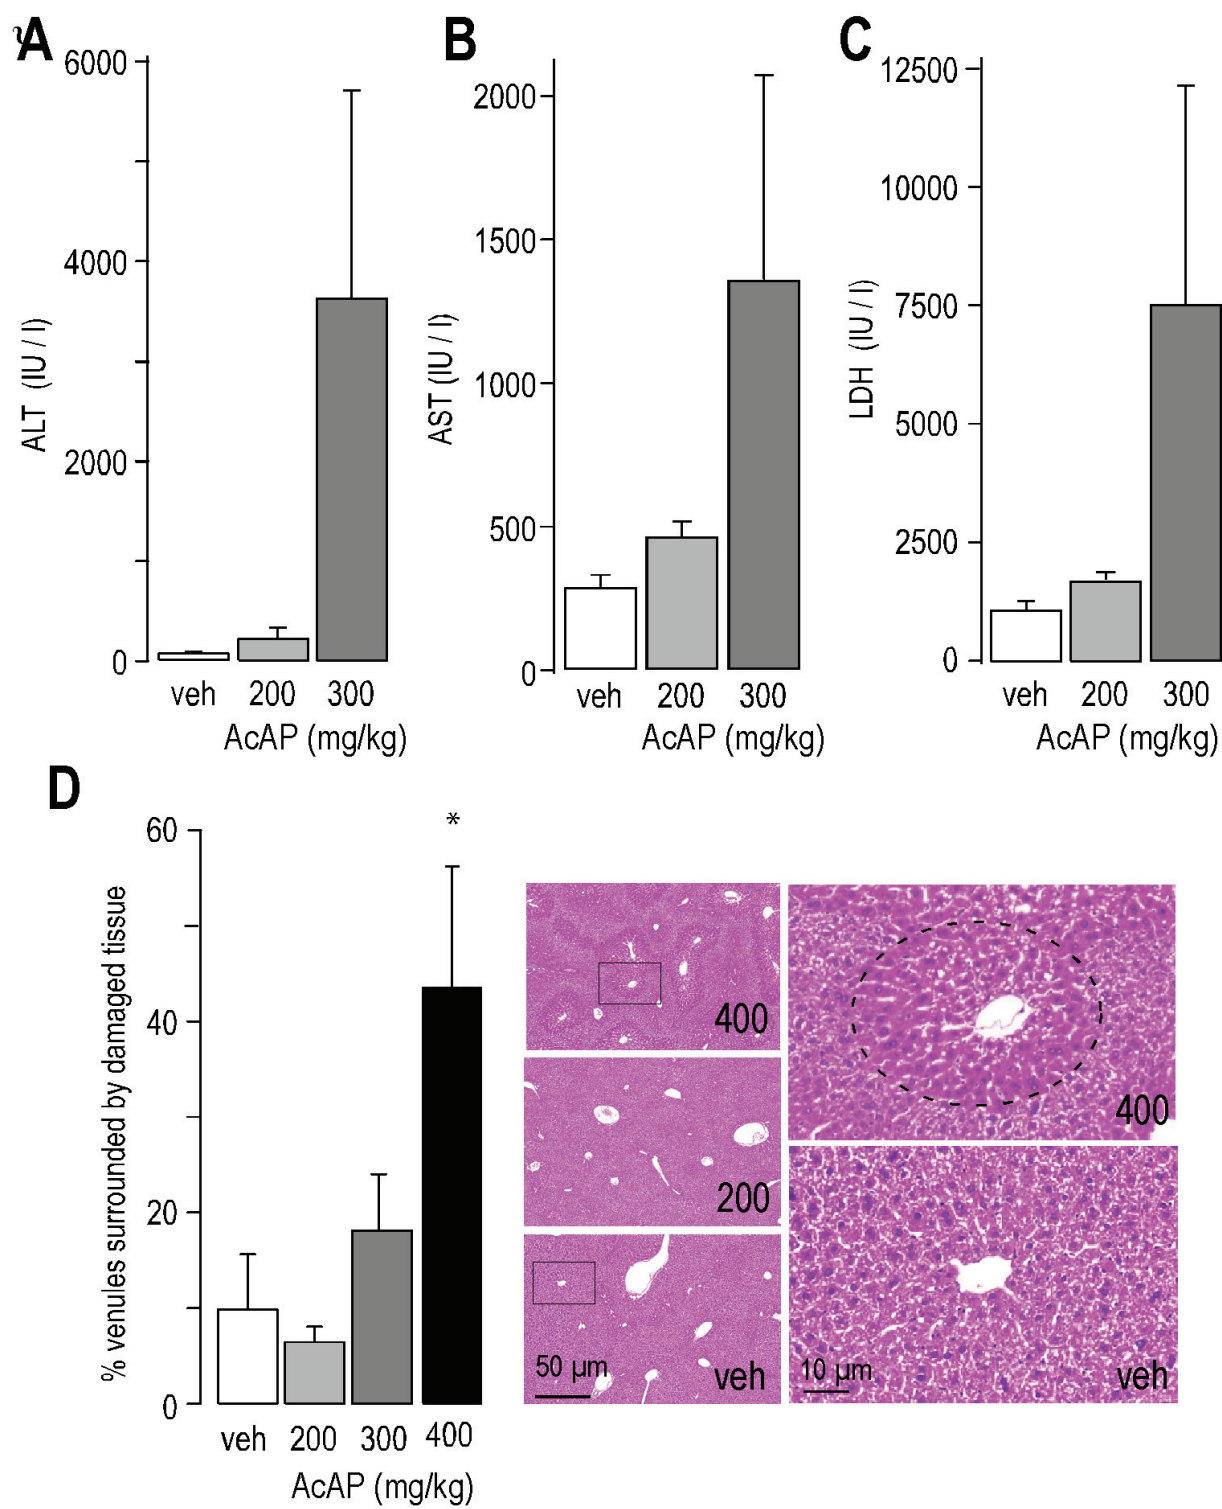 A
B
C
6000
4000
2000
0
ALT (IU / l)
veh 200 300
AcAP (mg/kg)
2000
1500
1000
500
0
AST (IU / l)
veh 200 300
AcAP (mg/kg)
12500
10000
7500
5000
2500
0
LDH (IU / l)
veh 200 300
AcAP (mg/kg)
D
60
40
20
0
% venules surrounded by damaged tissue
*
veh 200 300 400
AcAP (mg/kg)
400
200
50 µm
veh
400
10 µm
veh